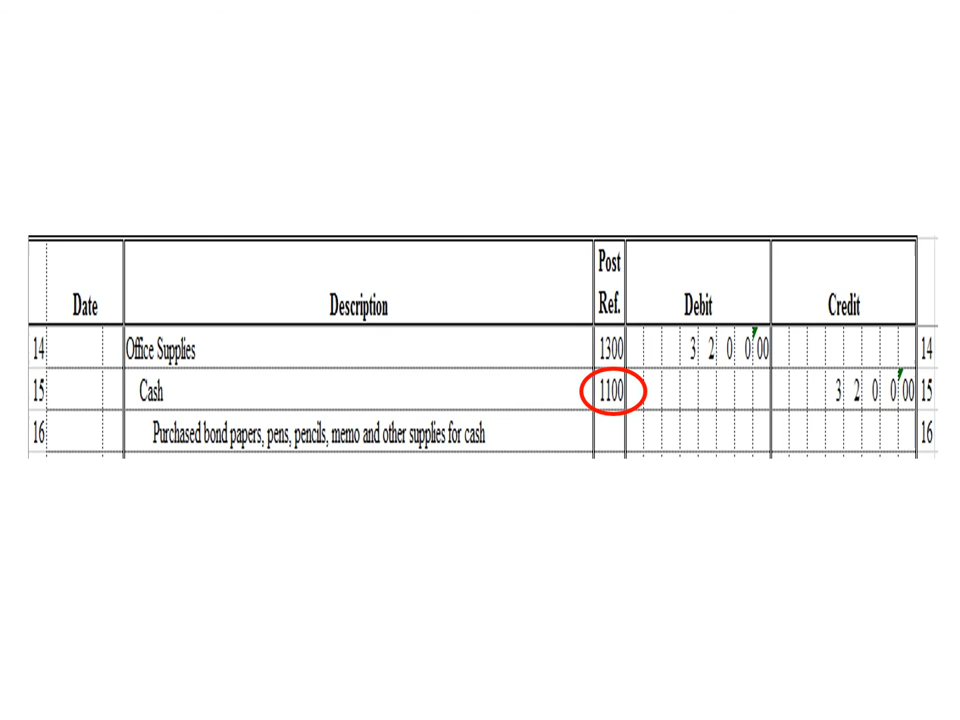 Date Description Post Ref. Debit Credit
14 Office Supplies 1300 3 2 0 0 00 14
15 Cash 1100 3 2 0 0 00 15
16 Purchased bond papers, pens, pencils, memo and other supplies for cash 16